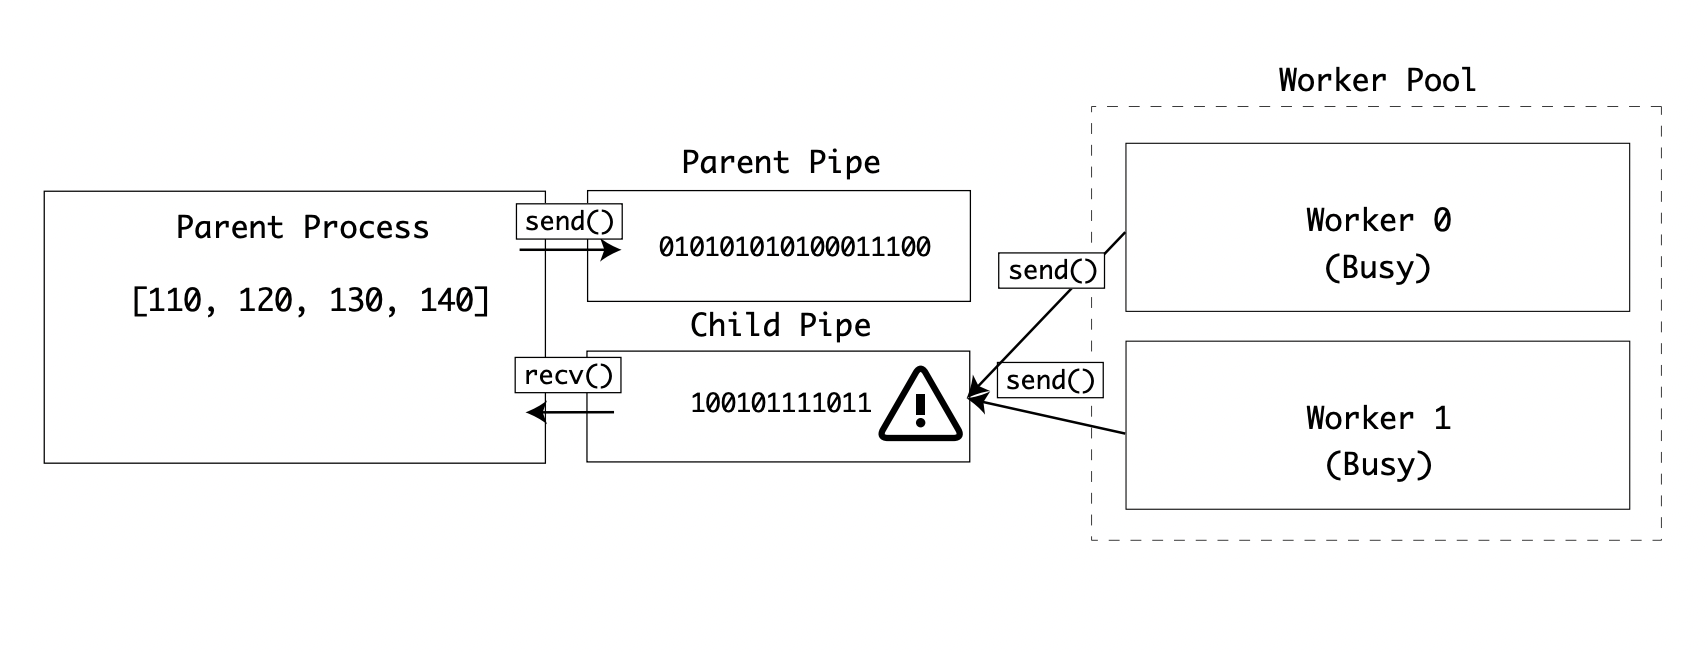 Worker Pool
Parent Pipe
Parent Process
send()
010101010100011100
[110, 120, 130, 140]
Child Pipe
recv()
100101111011
!
send()
send()
Worker 0
(Busy)
Worker 1
(Busy)